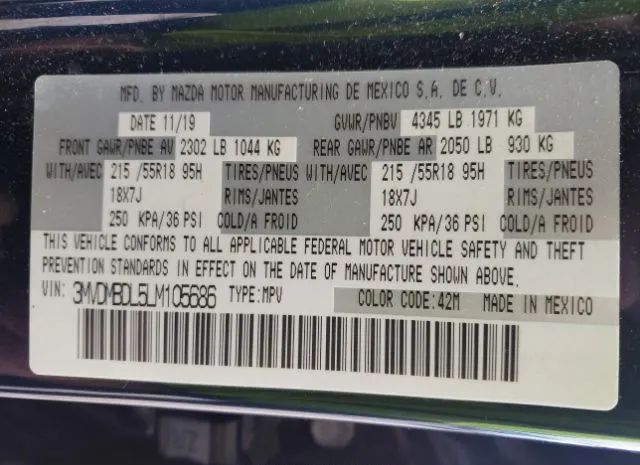 MFD. BY MAZDA MOTOR MANUFACTURING DE MEXICO S.A. DE C.V.
DATE 11/19 GVWR/PNBV 4345 LB 1971 KG
FRONT GAWR/PNBE AV 2302 LB 1044 KG REAR GAWR/PNBE AR 2050 LB 930 KG
WITH/AVEC 215 /55R18 95H TIRES/PNEUS WITH/AVEC 215 /55R18 95H TIRES/PNEUS
18X7J RIMS/JANTES 18X7J RIMS/JANTES
250 KPA/36 PSI COLD/A FROID 250 KPA/36 PSI COLD/A FROID
THIS VEHICLE CONFORMS TO ALL APPLICABLE FEDERAL MOTOR VEHICLE SAFETY AND THEFT
PREVENTION STANDARDS IN EFFECT ON THE DATE OF MANUFACTURE SHOWN ABOVE.
VIN: 3MVDMBDL5LM105686 TYPE:MPV COLOR CODE:42M MADE IN MEXICO